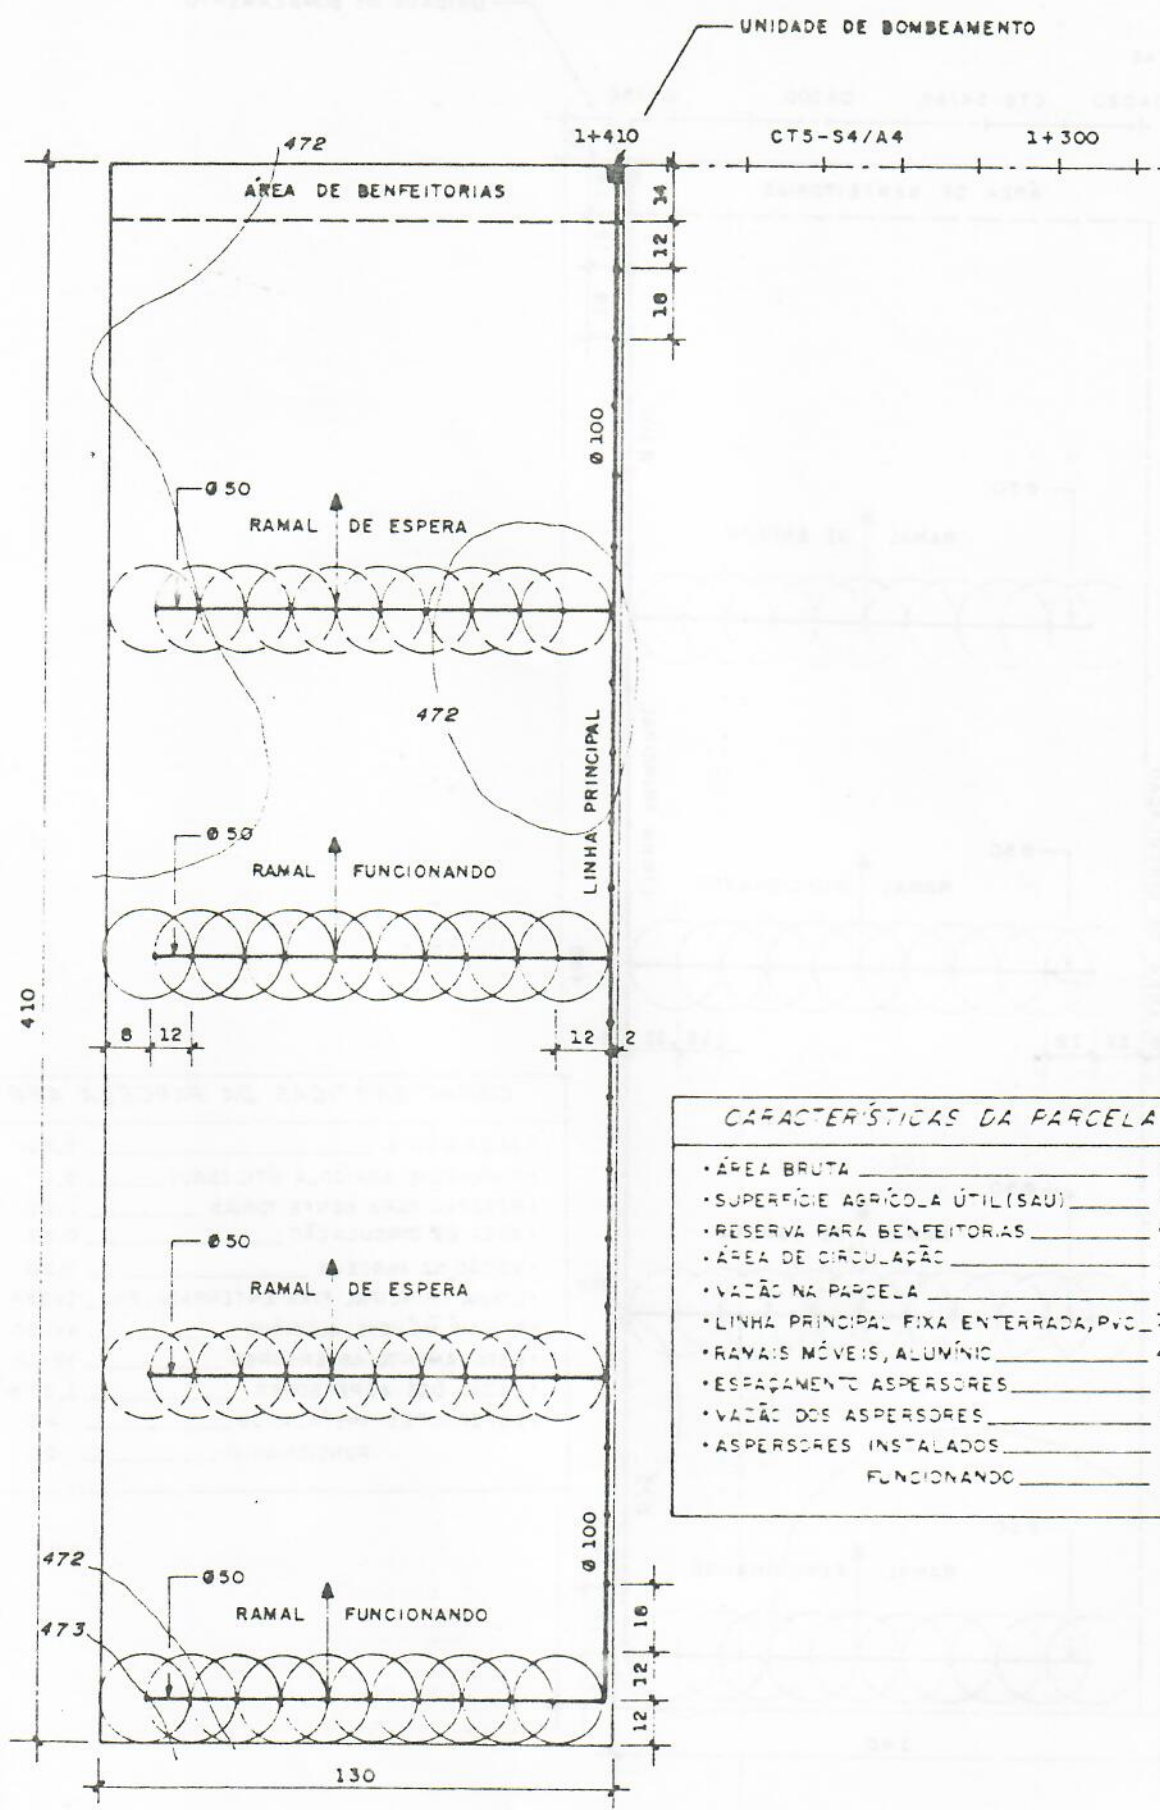 UNIDADE DE BOMBEAMENTO
1+410
CT5-S4/A4
1+300
472
ÁREA DE BENFEITORIAS
14
12
18
Ø 100
Ø 50
RAMAL DE ESPERA
472
LINHA PRINCIPAL
Ø 50
RAMAL FUNCIONANDO
410
8
12
12
2
CARACTERÍSTICAS DA PARCELA
• ÁREA BRUTA
• SUPERFÍCIE AGRÍCOLA ÚTIL (SAU)
• RESERVA PARA BENFEITORIAS
• ÁREA DE CIRCULAÇÃO
• VAZÃO NA PARCELA
• LINHA PRINCIPAL FIXA ENTERRADA, PVC
• RAMAIS MÓVEIS, ALUMÍNIO
• ESPAÇAMENTO ASPERSORES
• VAZÃO DOS ASPERSORES
• ASPERSORES INSTALADOS
FUNCIONANDO
Ø 50
RAMAL DE ESPERA
Ø 100
472
Ø 50
473
RAMAL FUNCIONANDO
18
12
12
130